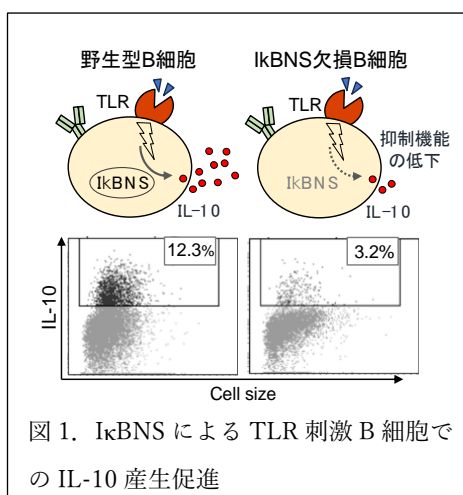 野生型B細胞
IkBNS欠損B細胞
TLR
TLR
抑制機能
の低下
IkBNS
IkBNS
IL-10
IL-10
12.3%
3.2%
IL-10
Cell size
図 1. IκBNS による TLR 刺激 B 細胞で
の IL-10 産生促進